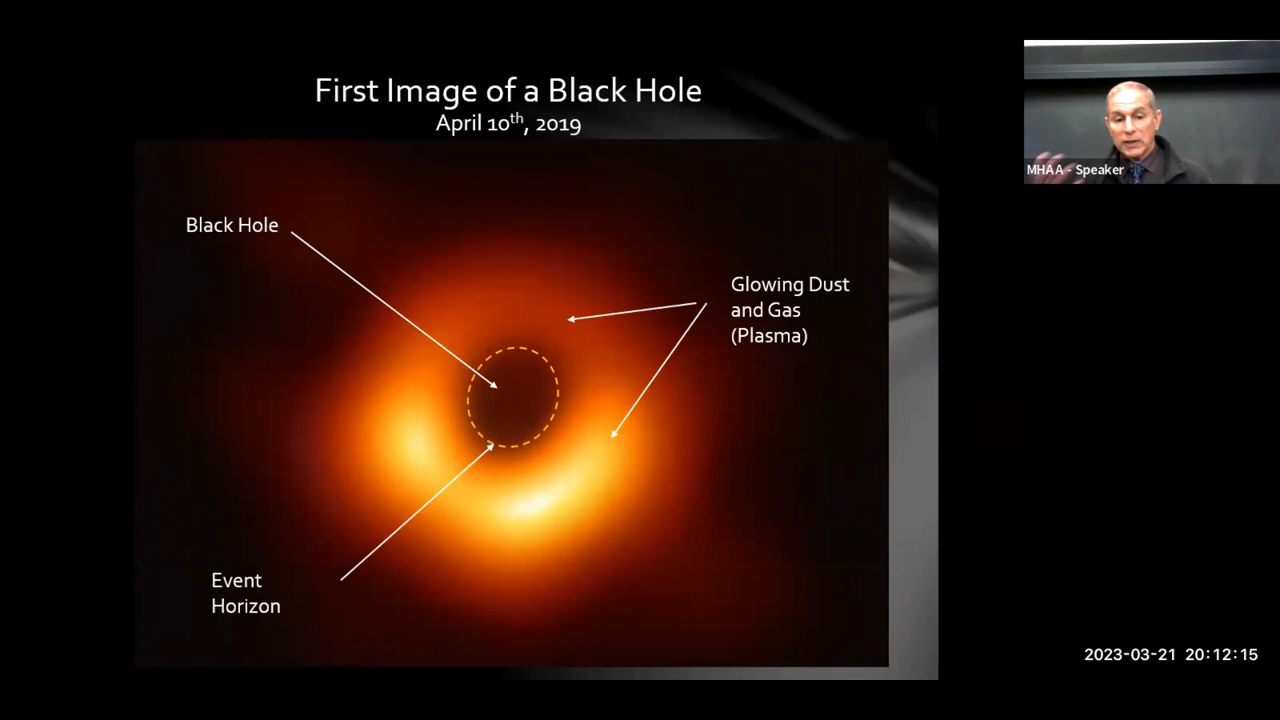 First Image of a Black Hole
April 10th, 2019
Black Hole
Glowing Dust
and Gas
(Plasma)
Event
Horizon
MHAA - Speaker
2023-03-21 20:12:15